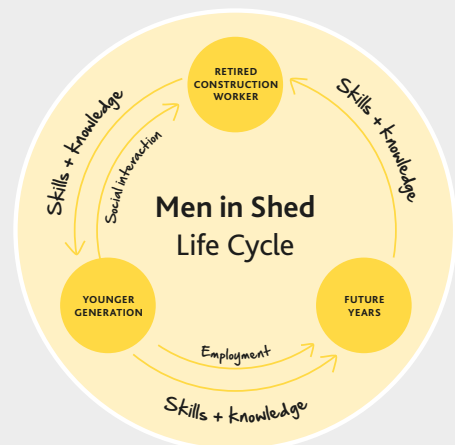 RETIRED
CONSTRUCTION
WORKER
Skills + Knowledge
Social interaction
Skills + Knowledge
Men in Shed
Life Cycle
YOUNGER
GENERATION
FUTURE
YEARS
Employment
Skills + Knowledge